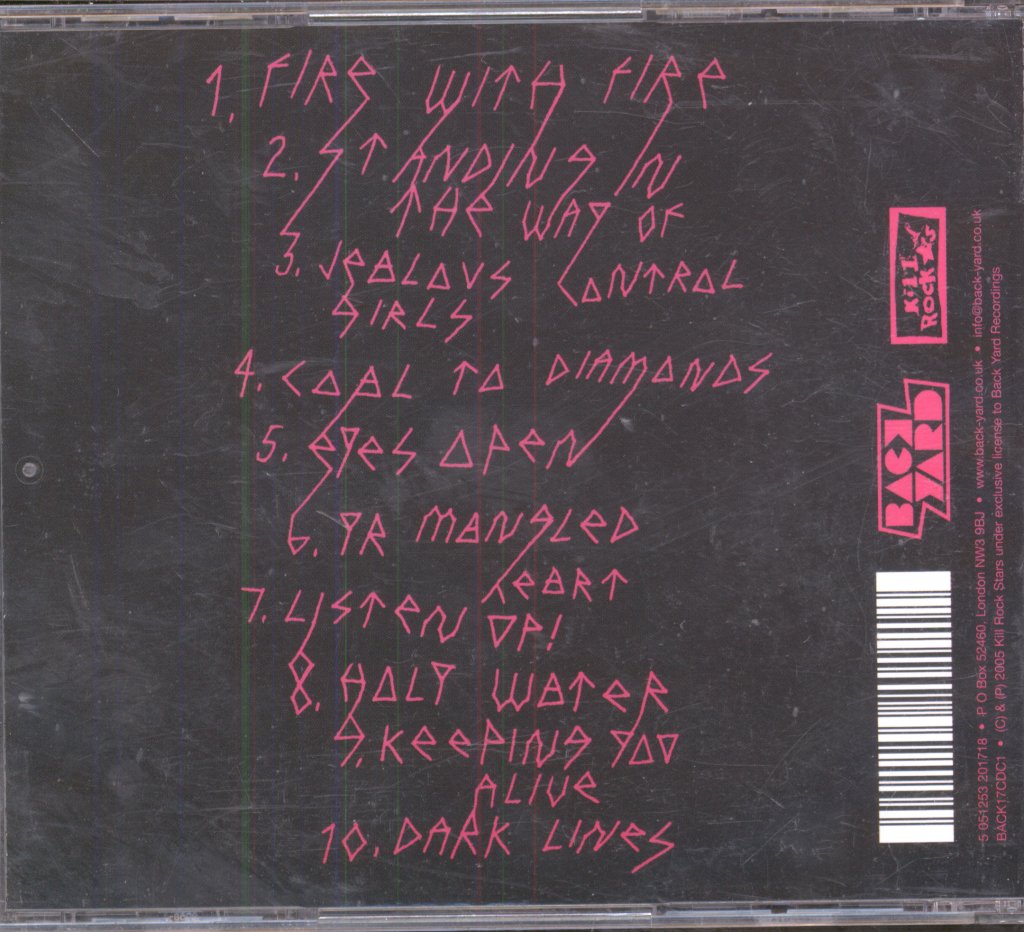 1. FIRE WITH FIRE
2. STANDING IN
THE WAY OF
CONTROL
3. JEALOUS
GIRLS
4. COAL TO DIAMONDS
5. EYES OPEN
6. YR MANGLED
HEART
7. LISTEN UP!
8. HOLY WATER
9. KEEPING YOU
ALIVE
10. DARK LINES
KiLL
ROCK★S
BACK
YARD
5 051253 201718 • P O Box 52460, London NW3 9BJ • www.back-yard.co.uk • info@back-yard.co.uk
BACK17CDC1 • (C) & (P) 2005 Kill Rock Stars under exclusive license to Back Yard Recordings